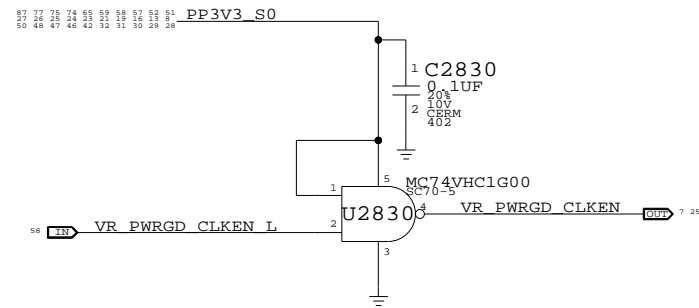 87 77 75 74 65 59 58 57 52 51
27 26 25 24 23 21 19 16 13 8
50 48 47 46 42 32 31 30 29 28
PP3V3_S0
1
C2830
0.1UF
20%
10V
2
CERM
402
5
MC74VHC1G00
SC70-5
1
U2830
4
VR_PWRGD_CLKEN
OUT
7 25
58
IN
VR_PWRGD_CLKEN_L
2
3